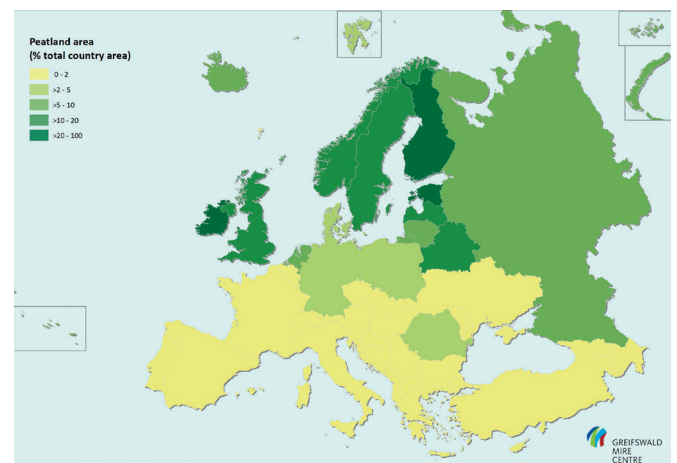 Peatland area
(% total country area)
0 - 2
>2 - 5
>5 - 10
>10 - 20
>20 - 100
GREIFSWALD
MIRE
CENTRE